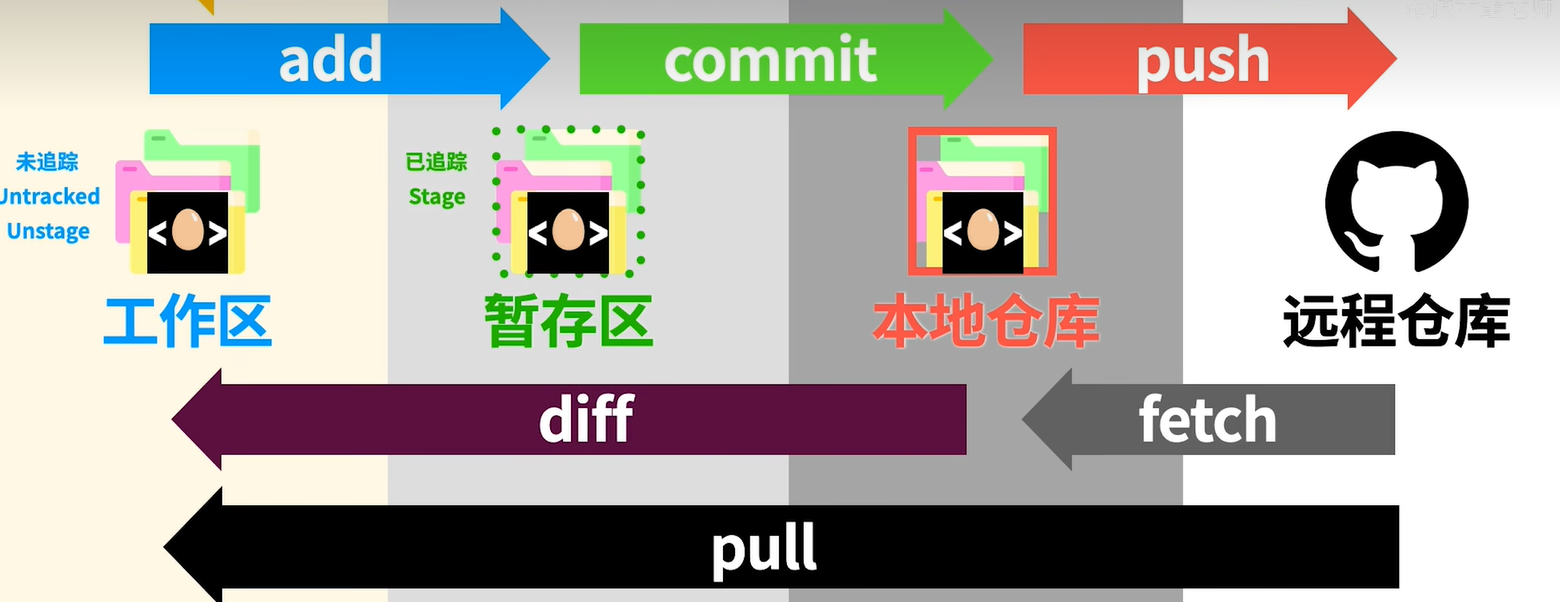 add
commit
push
未追踪
Untracked
Unstage
已追踪
Stage
< >
< >
< >
工作区
暂存区
本地仓库
远程仓库
diff
fetch
pull